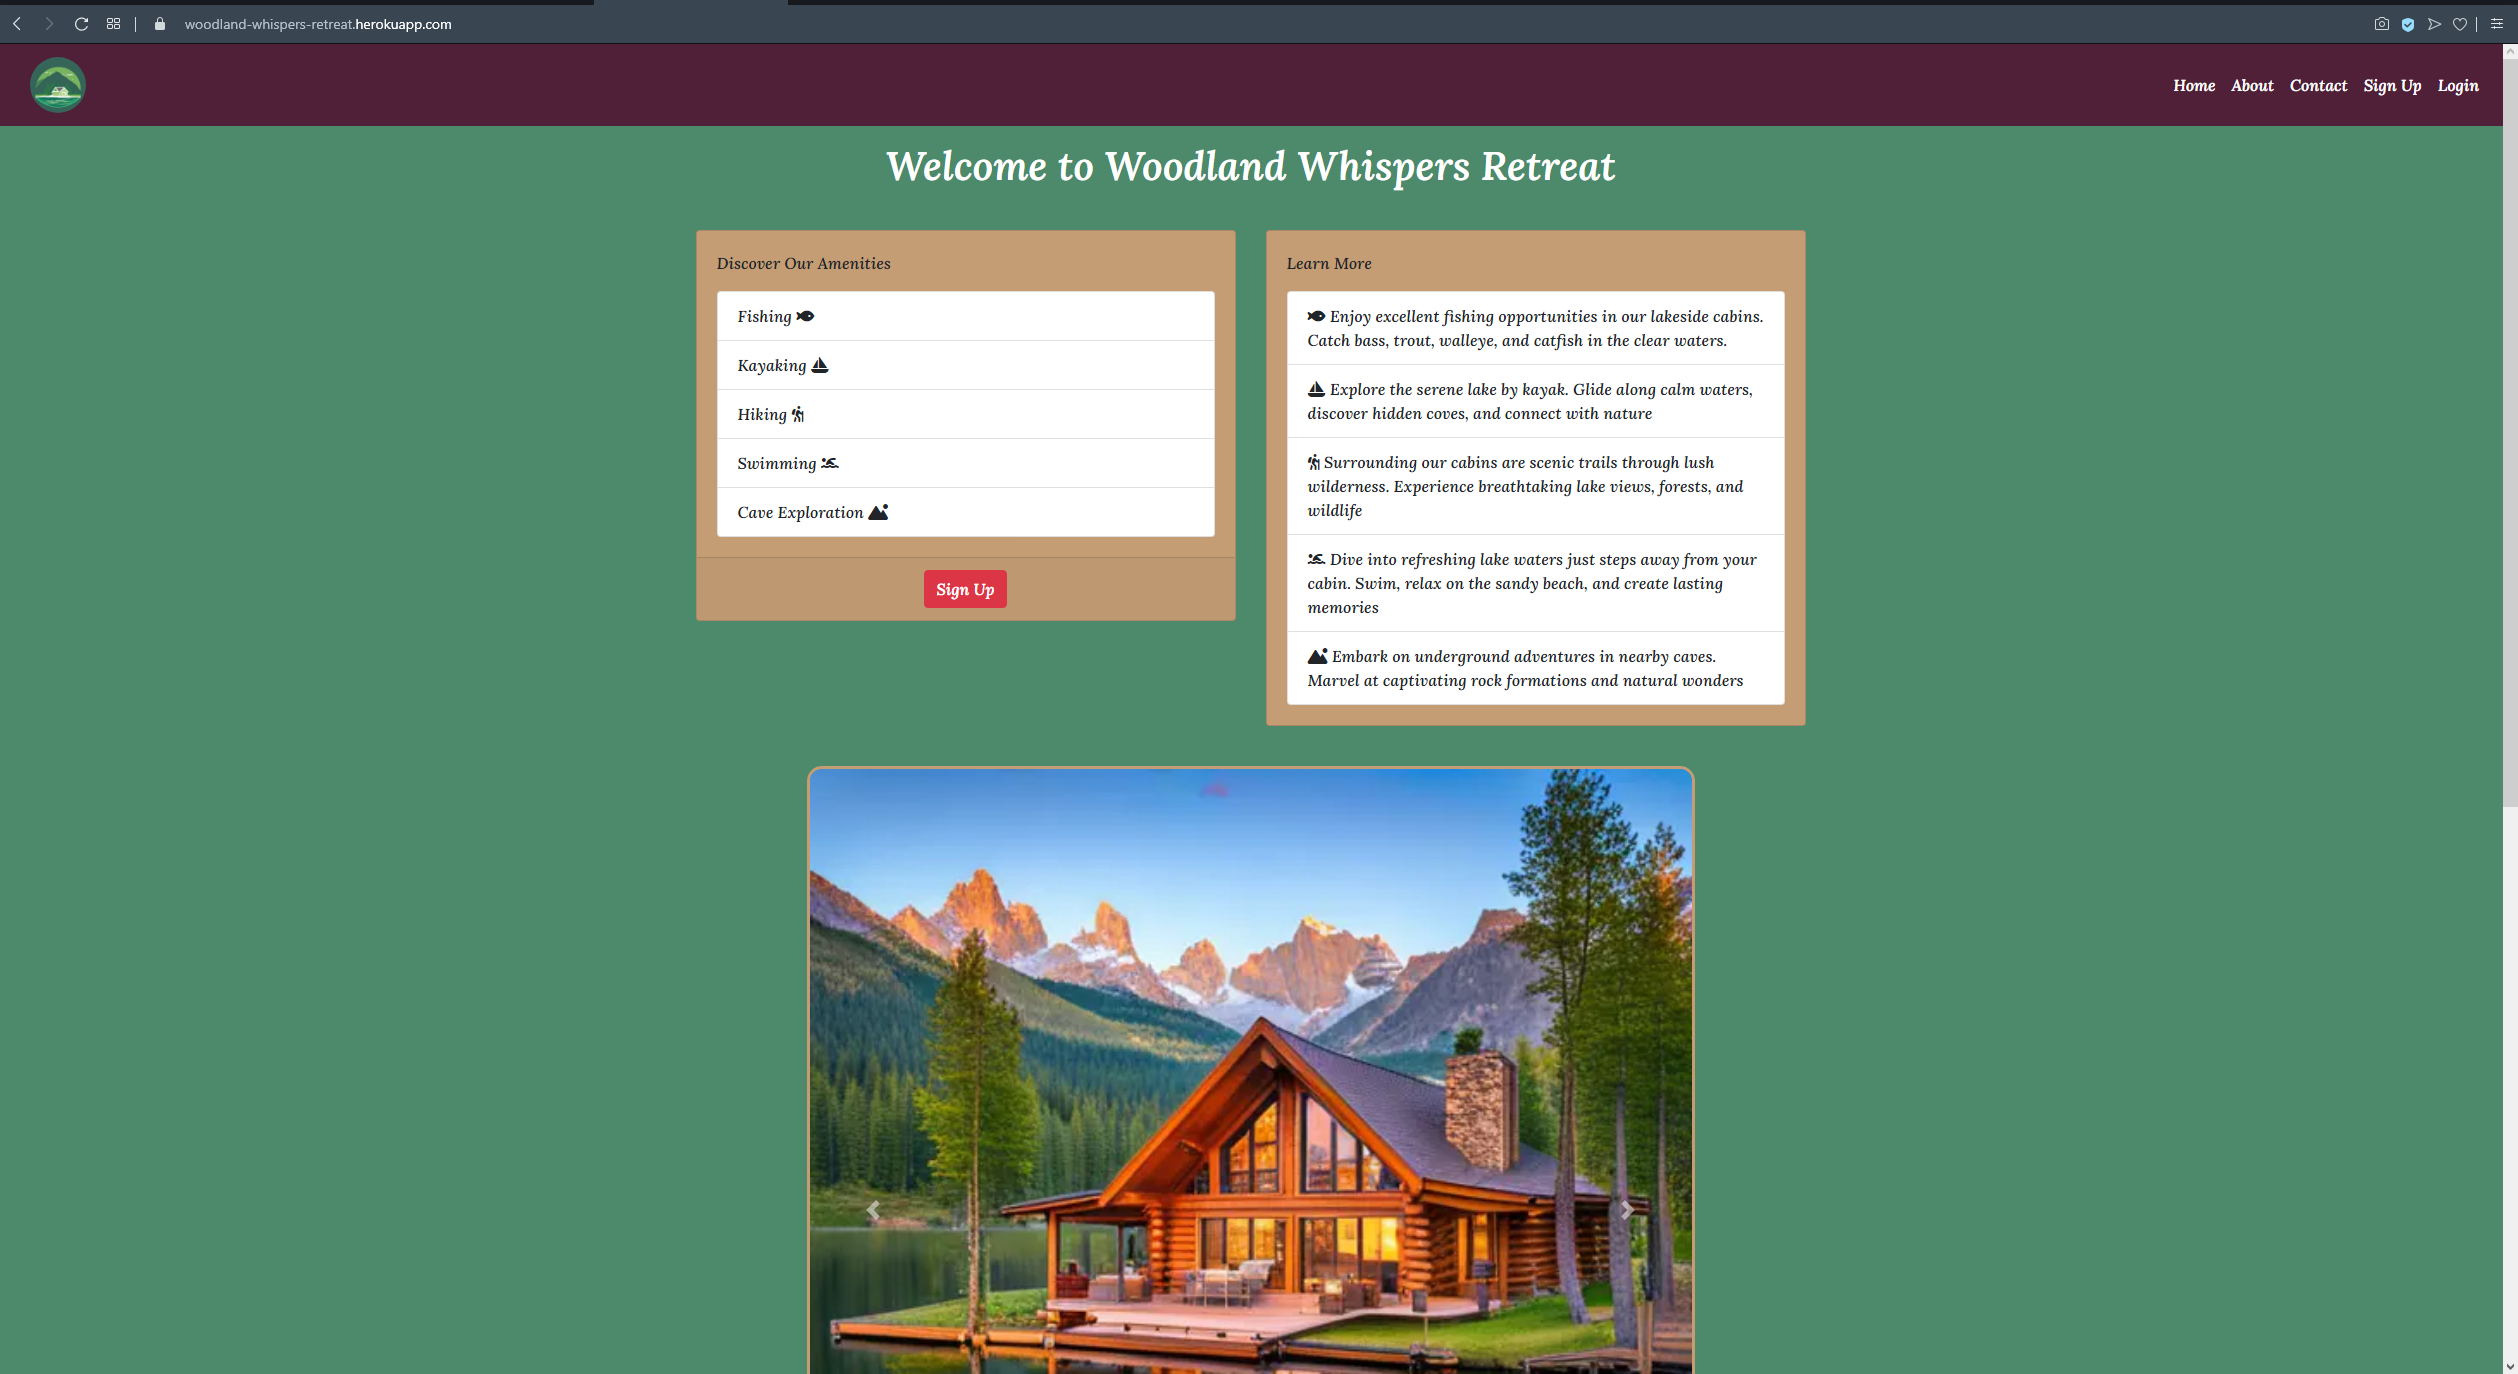 woodland-whispers-retreat.herokuapp.com
Home About Contact Sign Up Login
Welcome to Woodland Whispers Retreat
Discover Our Amenities
Fishing
Kayaking
Hiking
Swimming
Cave Exploration
Sign Up
Learn More
Enjoy excellent fishing opportunities in our lakeside cabins.
Catch bass, trout, walleye, and catfish in the clear waters.
Explore the serene lake by kayak. Glide along calm waters,
discover hidden coves, and connect with nature
Surrounding our cabins are scenic trails through lush
wilderness. Experience breathtaking lake views, forests, and
wildlife
Dive into refreshing lake waters just steps away from your
cabin. Swim, relax on the sandy beach, and create lasting
memories
Embark on underground adventures in nearby caves.
Marvel at captivating rock formations and natural wonders